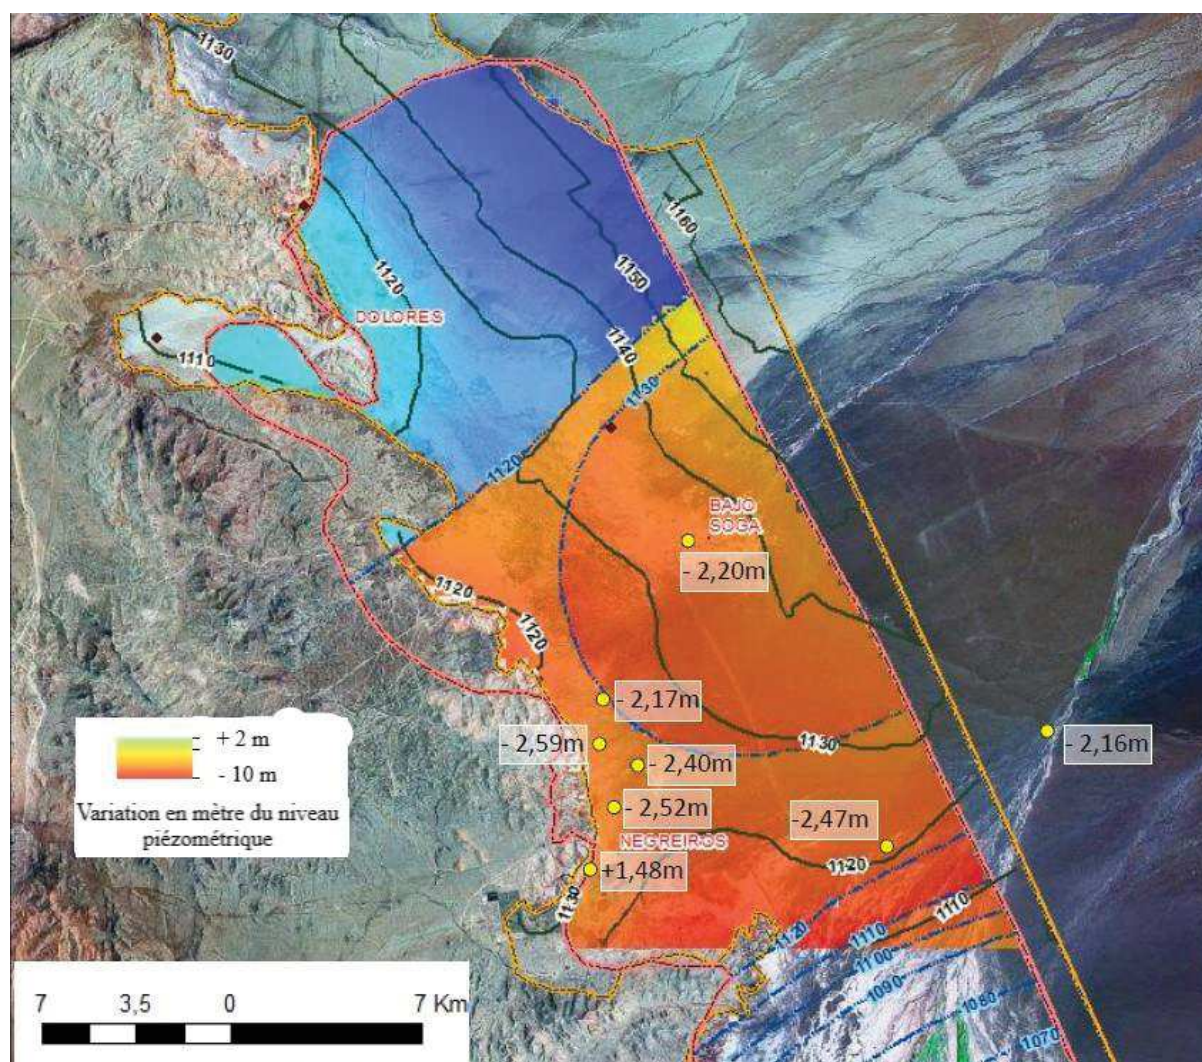 1130
1160
1150
1120
DOLORES
1110
1140
1130
1120
BAJO
SOGA
- 2,20m
1120
1120
- 2,17m
- 2,59m
1130
- 2,16m
- 2,40m
+ 2 m
- 10 m
Variation en mètre du niveau
piézométrique
- 2,52m
-2,47m
NEGREIROS
1120
+1,48m
1130
1110
1120
1110
1100
1090
1080
1070
7 3,5 0 7 Km